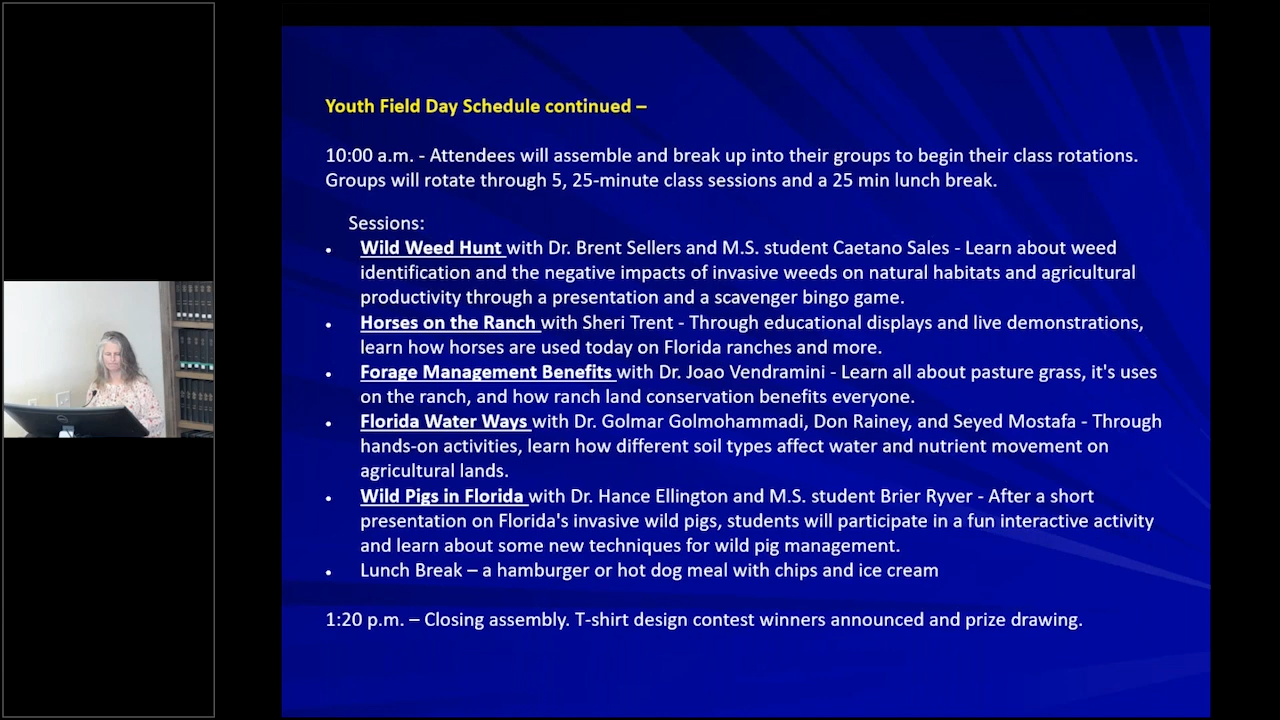 Youth Field Day Schedule continued –
10:00 a.m. - Attendees will assemble and break up into their groups to begin their class rotations.
Groups will rotate through 5, 25-minute class sessions and a 25 min lunch break.
Sessions:
• Wild Weed Hunt with Dr. Brent Sellers and M.S. student Caetano Sales - Learn about weed
identification and the negative impacts of invasive weeds on natural habitats and agricultural
productivity through a presentation and a scavenger bingo game.
• Horses on the Ranch with Sheri Trent - Through educational displays and live demonstrations,
learn how horses are used today on Florida ranches and more.
• Forage Management Benefits with Dr. Joao Vendramini - Learn all about pasture grass, it's uses
on the ranch, and how ranch land conservation benefits everyone.
• Florida Water Ways with Dr. Golmar Golmohammadi, Don Rainey, and Seyed Mostafa - Through
hands-on activities, learn how different soil types affect water and nutrient movement on
agricultural lands.
• Wild Pigs in Florida with Dr. Hance Ellington and M.S. student Brier Ryver - After a short
presentation on Florida's invasive wild pigs, students will participate in a fun interactive activity
and learn about some new techniques for wild pig management.
• Lunch Break – a hamburger or hot dog meal with chips and ice cream
1:20 p.m. – Closing assembly. T-shirt design contest winners announced and prize drawing.